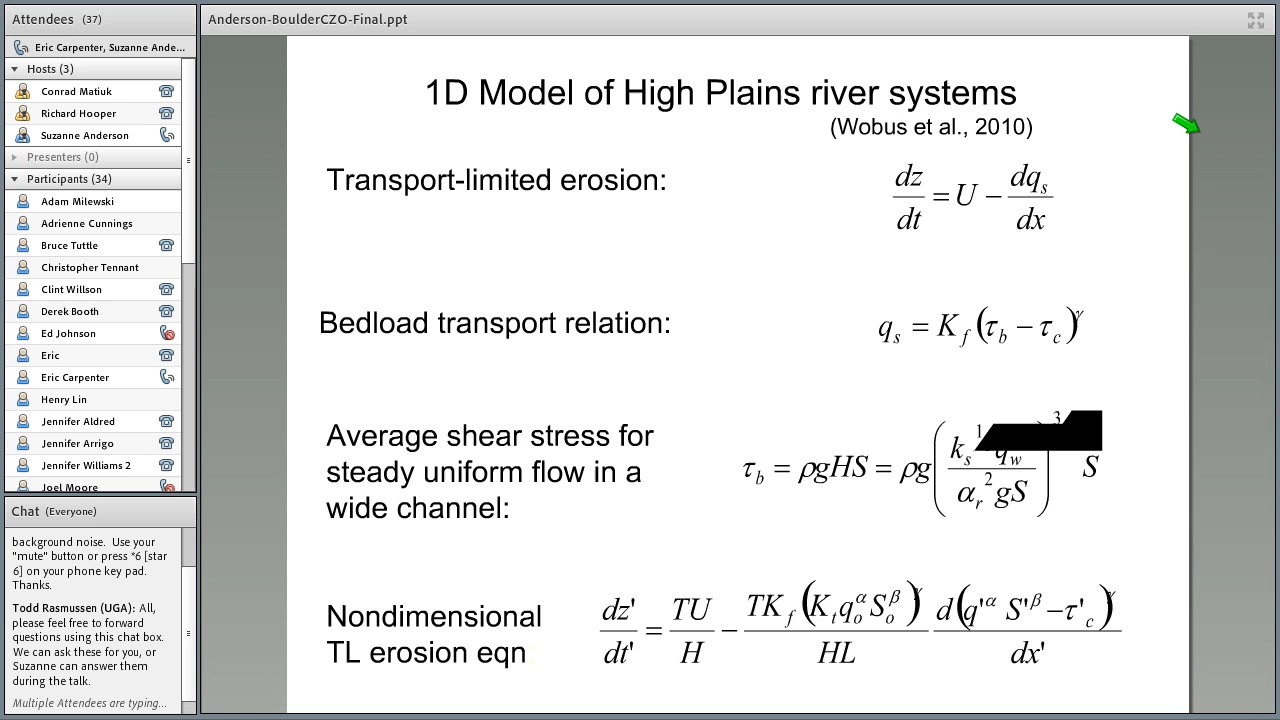 Attendees (37)
Eric Carpenter, Suzanne Ande...
Hosts (3)
Conrad Matiuk
Richard Hooper
Suzanne Anderson
Presenters (0)
Participants (34)
Adam Milewski
Adrienne Cunnings
Bruce Tuttle
Christopher Tennant
Clint Willson
Derek Booth
Ed Johnson
Eric
Eric Carpenter
Henry Lin
Jennifer Aldred
Jennifer Arrigo
Jennifer Williams 2
Joel Moore
Chat (Everyone)
background noise. Use your
"mute" button or press *6 [star
6] on your phone key pad.
Thanks.
Todd Rasmussen (UGA): All,
please feel free to forward
questions using this chat box.
We can ask these for you, or
Suzanne can answer them
during the talk.
Multiple Attendees are typing...
Anderson-BoulderCZO-Final.ppt
1D Model of High Plains river systems
(Wobus et al., 2010)
Transport-limited erosion:
dz/dt = U − dq_s/dx
Bedload transport relation:
q_s = K_f (τ_b − τ_c)^γ
Average shear stress for
steady uniform flow in a
wide channel:
τ_b = ρgHS = ρg(k_s^1 q_w / α_r^2 gS)^3 S
Nondimensional
TL erosion eqn
dz'/dt' = TU/H − TK_f (K_t q_o^α S_o^β)^γ / HL d(q'^α S'^β − τ'_c)^γ / dx'